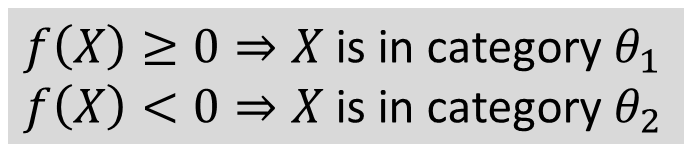 f(X) ≥ 0 ⇒ X is in category θ₁
f(X) < 0 ⇒ X is in category θ₂